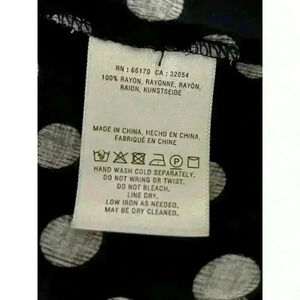 RN : 66170 CA : 32054
100% RAYON, RAYONNE, RAYÓN,
RAION, KUNSTSEIDE
MADE IN CHINA, HECHO EN CHINA,
FABRIQUÉ EN CHINE
HAND WASH COLD SEPARATELY.
DO NOT WRING OR TWIST.
DO NOT BLEACH.
LINE DRY.
LOW IRON AS NEEDED.
MAY BE DRY CLEANED.